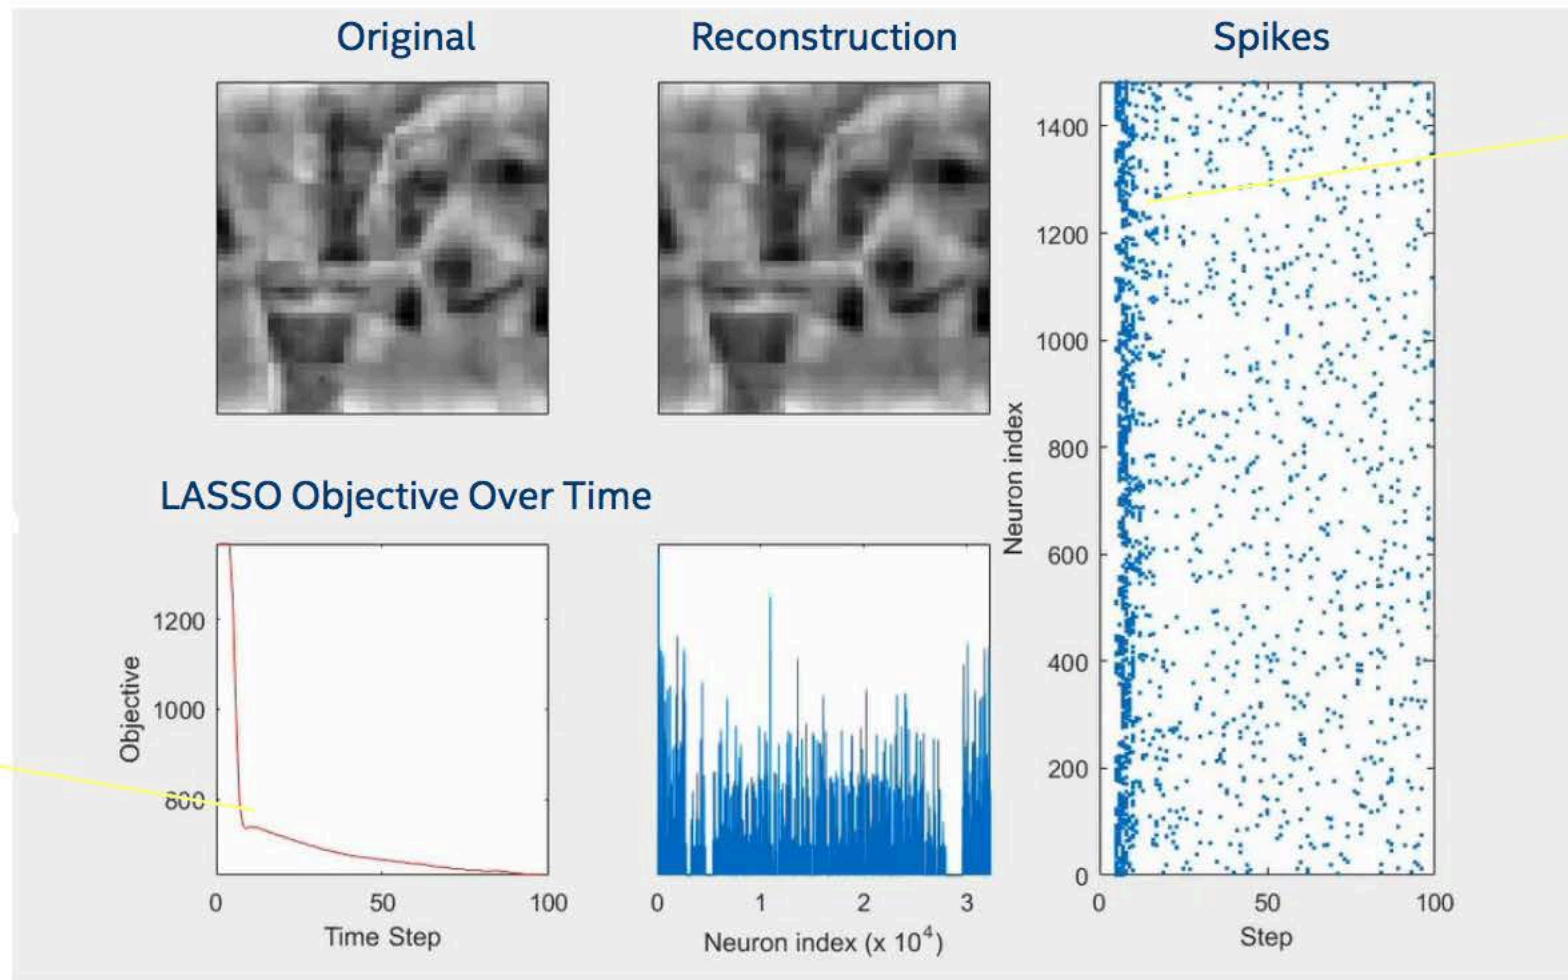 Original
Reconstruction
Spikes
1400
1200
1000
800
600
400
200
0
Neuron index
0
50
100
Step
LASSO Objective Over Time
1200
1000
800
Objective
0
50
100
Time Step
0
1
2
3
Neuron index (x 10⁴)